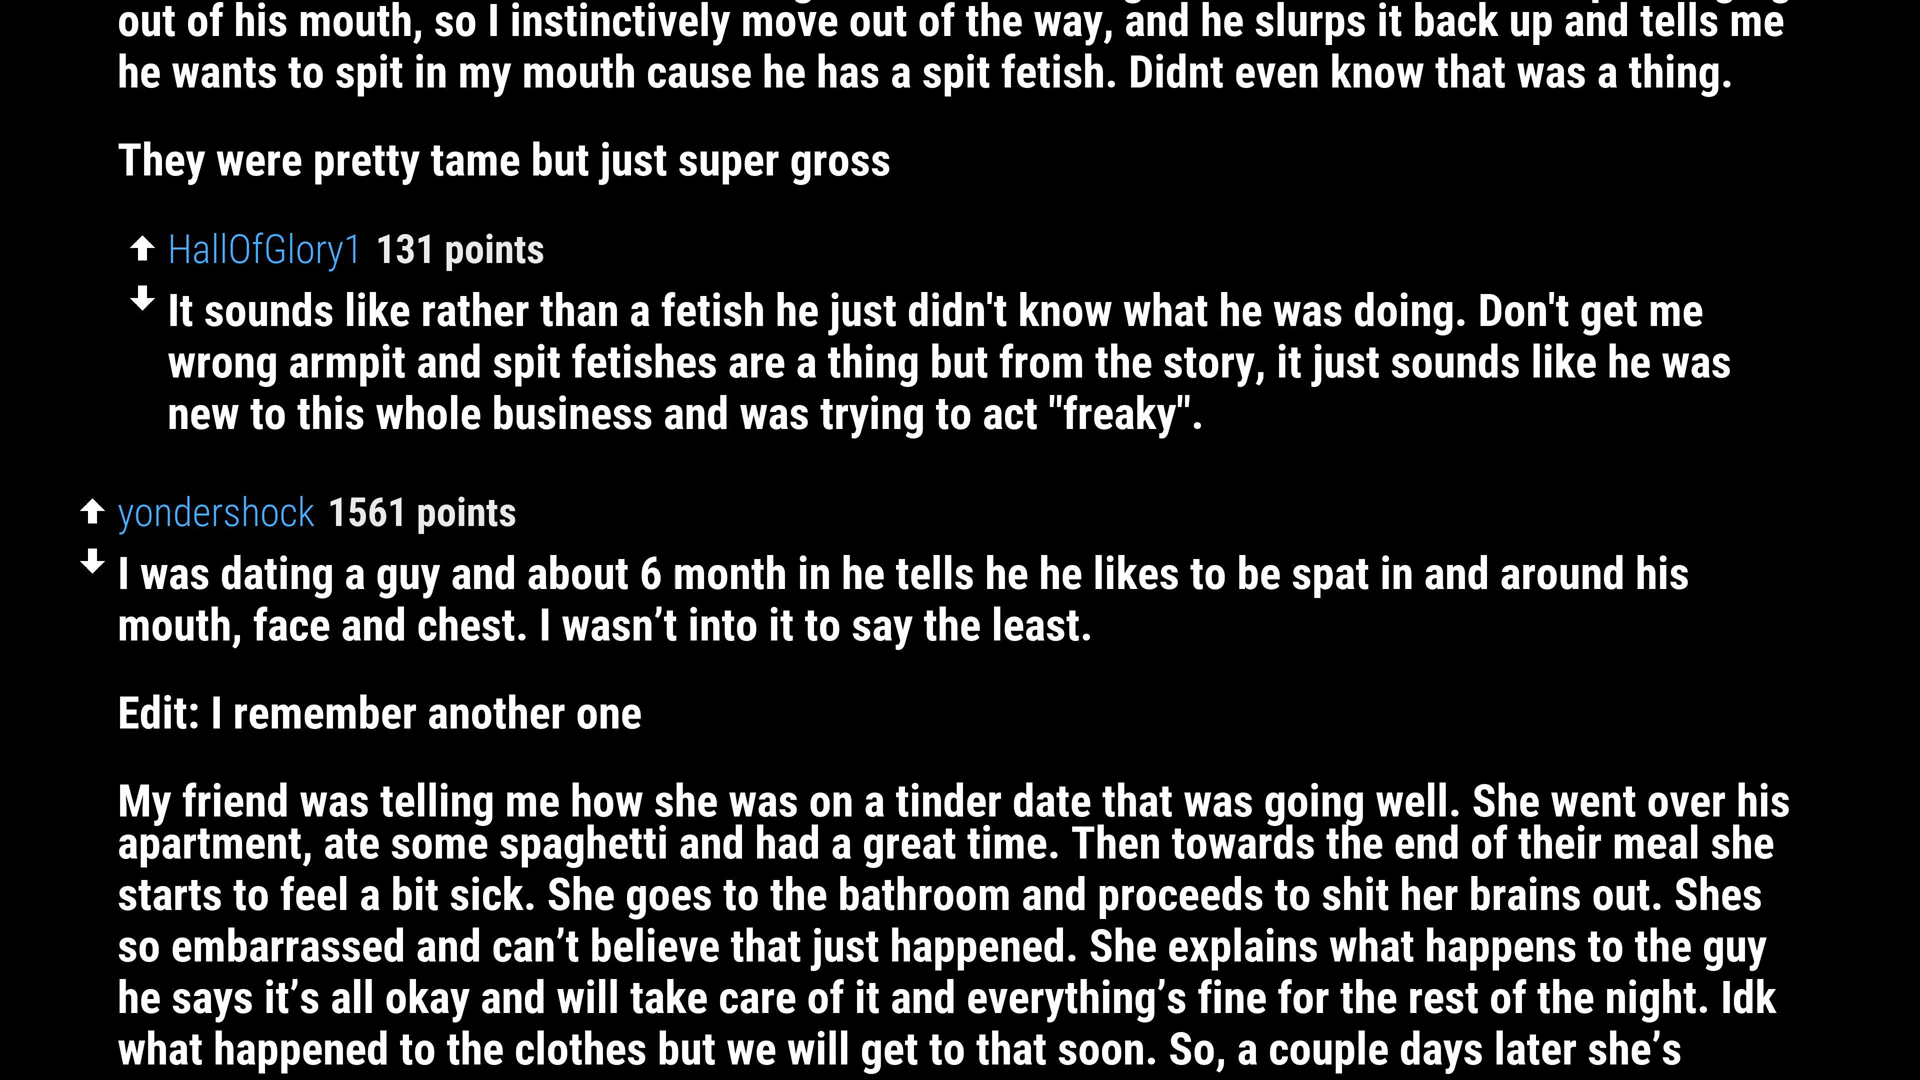 out of his mouth, so I instinctively move out of the way, and he slurps it back up and tells me
he wants to spit in my mouth cause he has a spit fetish. Didnt even know that was a thing.
They were pretty tame but just super gross
HallOfGlory1 131 points
It sounds like rather than a fetish he just didn't know what he was doing. Don't get me
wrong armpit and spit fetishes are a thing but from the story, it just sounds like he was
new to this whole business and was trying to act "freaky".
yondershock 1561 points
I was dating a guy and about 6 month in he tells he he likes to be spat in and around his
mouth, face and chest. I wasn’t into it to say the least.
Edit: I remember another one
My friend was telling me how she was on a tinder date that was going well. She went over his
apartment, ate some spaghetti and had a great time. Then towards the end of their meal she
starts to feel a bit sick. She goes to the bathroom and proceeds to shit her brains out. Shes
so embarrassed and can’t believe that just happened. She explains what happens to the guy
he says it’s all okay and will take care of it and everything’s fine for the rest of the night. Idk
what happened to the clothes but we will get to that soon. So, a couple days later she’s